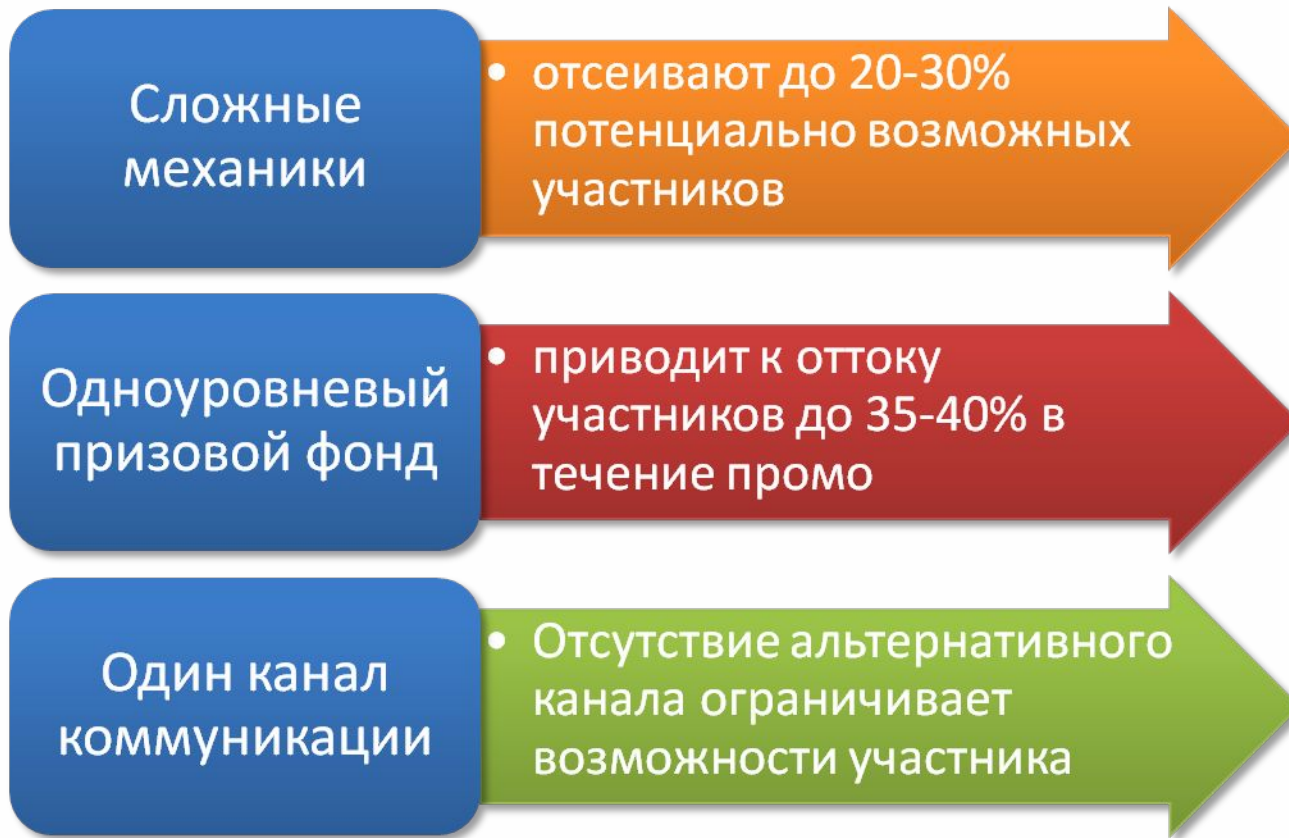 Сложные
механики
• отсеивают до 20-30%
потенциально возможных
участников
Одноуровневый
призовой фонд
• приводит к оттоку
участников до 35-40% в
течение промо
Один канал
коммуникации
• Отсутствие альтернативного
канала ограничивает
возможности участника